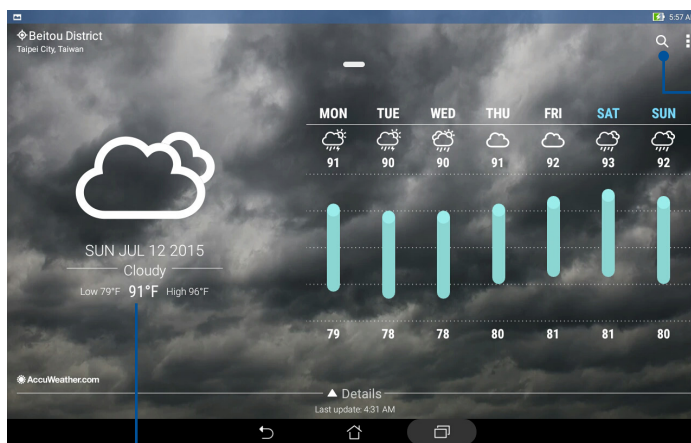 5:57 A
Beitou District
Taipei City, Taiwan
MON TUE WED THU FRI SAT SUN
91 90 90 91 92 93 92
SUN JUL 12 2015
Cloudy
Low 79°F 91°F High 96°F
79 78 78 80 81 81 80
AccuWeather.com
Details
Last update: 4:31 AM